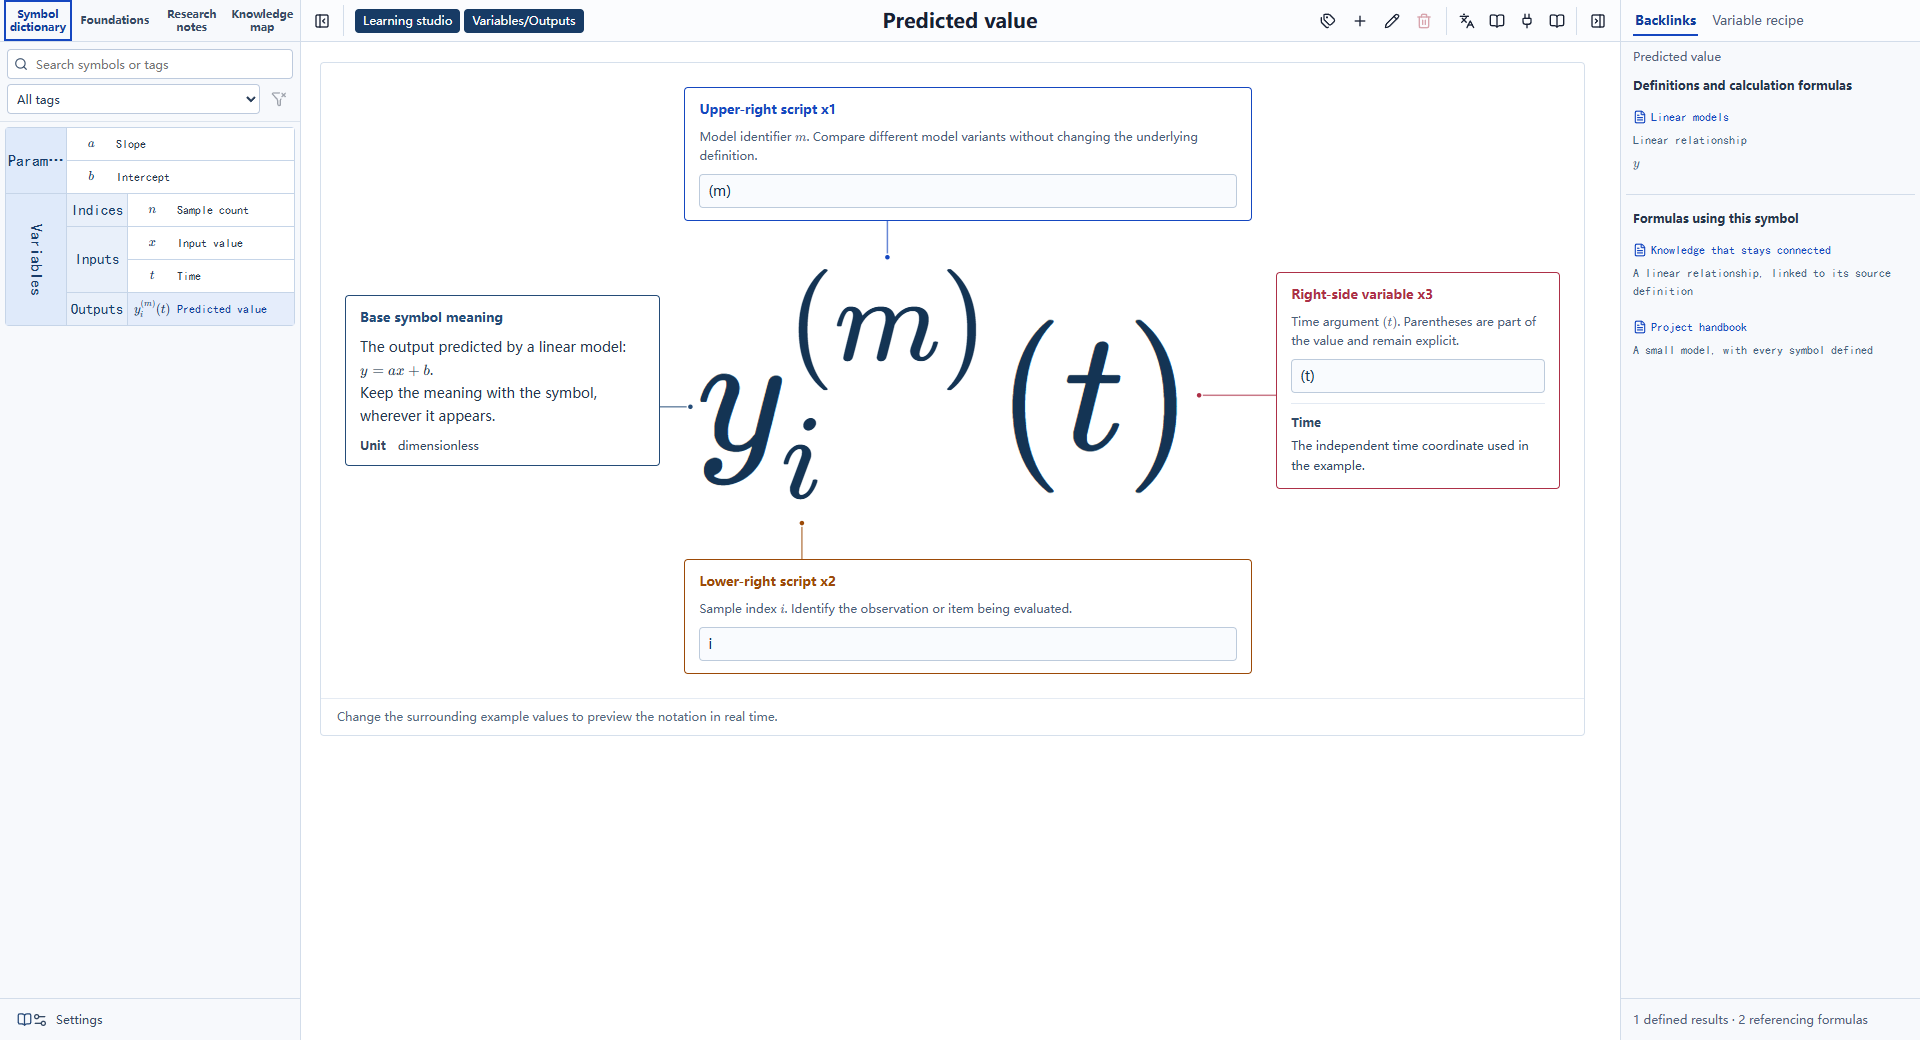 Symbol dictionary
Foundations
Research notes
Knowledge map
Learning studio
Variables/Outputs
Predicted value
Search symbols or tags
All tags
Param···
a Slope
b Intercept
Variables
Indices
n Sample count
Inputs
x Input value
t Time
Outputs
y_i^{(m)}(t) Predicted value
Settings
Upper-right script x1
Model identifier m. Compare different model variants without changing the underlying
definition.
(m)
Base symbol meaning
The output predicted by a linear model:
y = ax + b.
Keep the meaning with the symbol,
wherever it appears.
Unit dimensionless
y_i^{(m)}(t)
Right-side variable x3
Time argument (t). Parentheses are part of
the value and remain explicit.
(t)
Time
The independent time coordinate used in
the example.
Lower-right script x2
Sample index i. Identify the observation or item being evaluated.
i
Change the surrounding example values to preview the notation in real time.
Backlinks
Variable recipe
Predicted value
Definitions and calculation formulas
Linear models
Linear relationship
y
Formulas using this symbol
Knowledge that stays connected
A linear relationship, linked to its source
definition
Project handbook
A small model, with every symbol defined
1 defined results · 2 referencing formulas